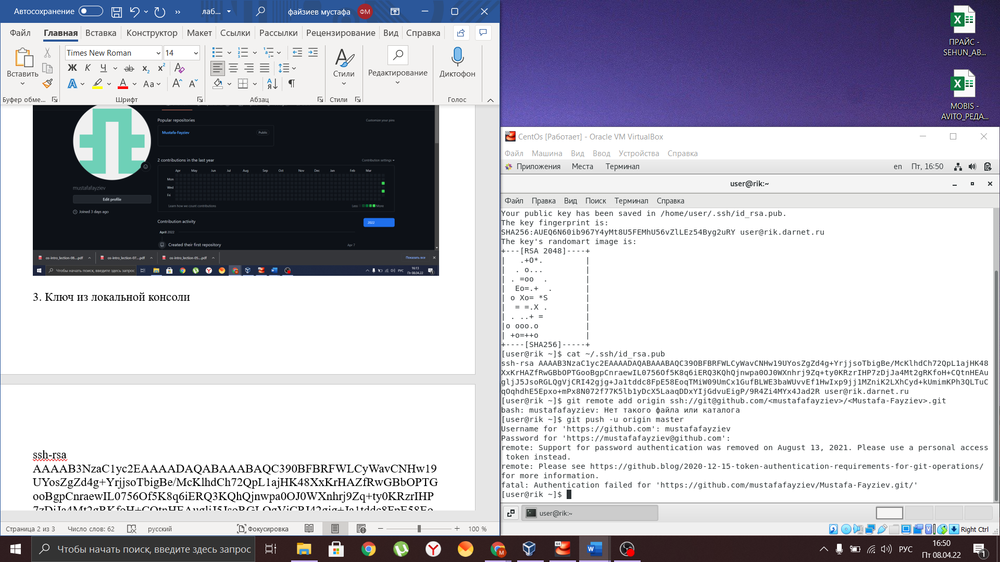 Автосохранение
лаб...
файзиев мустафа
ФМ
Файл Главная Вставка Конструктор Макет Ссылки Рассылки Рецензирование Вид Справка
Вставить
Times New Roman 14
Ж К Ч ab x₂ x²
А А Аа А А
Стили
Редактирование
Диктофон
Буфер обме... Шрифт Абзац Стили Голос
Popular repositories
Customize your pins
Mustafa-Fayziev
Public
2 contributions in the last year
Contribution settings
Apr May Jun Jul Aug Sep Oct Nov Dec Jan Feb Mar
Mon
Wed
Fri
Learn how we count contributions
Less More
mustafafayziev
Edit profile
Joined 3 days ago
Contribution activity
2022
April 2022
Created their first repository
Apr 7
os-intro_lection-08....pdf os-intro_lection-07....pdf os-intro_lection-05....pdf Показать все
Чтобы начать поиск, введите здесь запрос
РУС
16:13
Пт 08.04.22
3. Ключ из локальной консоли
ssh-rsa
AAAAB3NzaC1yc2EAAAADAQABAAABAQC39OBFBRFWLCyWavCNHw19
UYosZgZd4g+YrjjsoTbigBe/McKlhdCh72QpL1ajHK48XxKrHAZfRwGBbOPTG
ooBgpCnraewIL0756Of5K8q6iERQ3KQhQjnwpa0OJ0WXnhrj9Zq+ty0KRzrIHP
7zDjJa4Mt2gRKfoH+CQtnHEAugljJ5JsoRGLQgVjCRI42gjg+Ja1tddc8FpE58Eo
Страница 2 из 3 Число слов: 62 русский Фокусировка 100 %
ПРАЙС -
SEHUN_AB...
MOBIS -
AVITO_РЕДА...
CentOs [Работает] - Oracle VM VirtualBox
Файл Машина Вид Ввод Устройства Справка
Приложения Места Терминал en Пт, 16:50
user@rik:~
Файл Правка Вид Поиск Терминал Справка
Your public key has been saved in /home/user/.ssh/id_rsa.pub.
The key fingerprint is:
SHA256:AUEQ6N60ib967Y4yMt8U5FEMhU56vZlLEz54Byg2uRY user@rik.darnet.ru
The key's randomart image is:
+---[RSA 2048]----+
|   .+O*.         |
|  . o...         |
| . =oo  .        |
|  Eo=.+  .       |
| o Xo= *S        |
|  = =.X .        |
| . ..+ =         |
|o ooo.o          |
| +o=++o          |
+----[SHA256]-----+
[user@rik ~]$ cat ~/.ssh/id_rsa.pub
ssh-rsa AAAAB3NzaC1yc2EAAAADAQABAAABAQC39OBFBRFWLCyWavCNHw19UYosZgZd4g+YrjjsoTbigBe/McKlhdCh72QpL1ajHK48
XxKrHAZfRwGBbOPTGooBgpCnraewIL0756Of5K8q6iERQ3KQhQjnwpa0OJ0WXnhrj9Zq+ty0KRzrIHP7zDjJa4Mt2gRKfoH+CQtnHEAu
gljJ5JsoRGLQgVjCRI42gjg+Ja1tddc8FpE58EoqTMiW09UmCx1GufBLWE3baWUvvEf1HwIxp9jj1MZniK2LXhCyd+kUmimKPh3QLTuC
qOqhdhE5Epxo+mPx8N072f77K5lb1yDcX5LaaqDDxYIjGdvuEigP/9R4Zi4MYx4Jad2R user@rik.darnet.ru
[user@rik ~]$ git remote add origin ssh://git@github.com/<mustafafayziev>/<Mustafa-Fayziev>.git
bash: mustafafayziev: Нет такого файла или каталога
[user@rik ~]$ git push -u origin master
Username for 'https://github.com': mustafafayziev
Password for 'https://mustafafayziev@github.com':
remote: Support for password authentication was removed on August 13, 2021. Please use a personal access
 token instead.
remote: Please see https://github.blog/2020-12-15-token-authentication-requirements-for-git-operations/
for more information.
fatal: Authentication failed for 'https://github.com/mustafafayziev/Mustafa-Fayziev.git/'
[user@rik ~]$
user@rik:~
Right Ctrl
Чтобы начать поиск, введите здесь запрос
РУС
16:50
Пт 08.04.22
1